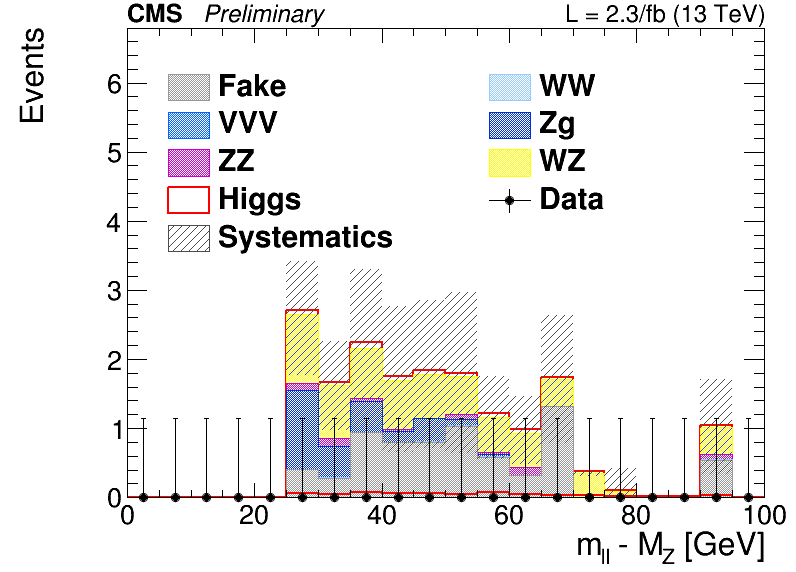 CMS Preliminary L = 2.3/fb (13 TeV)
Events
6
5
4
3
2
1
0
Fake WW
VVV Zg
ZZ WZ
Higgs Data
Systematics
0 20 40 60 80 100
m_ll - M_Z [GeV]